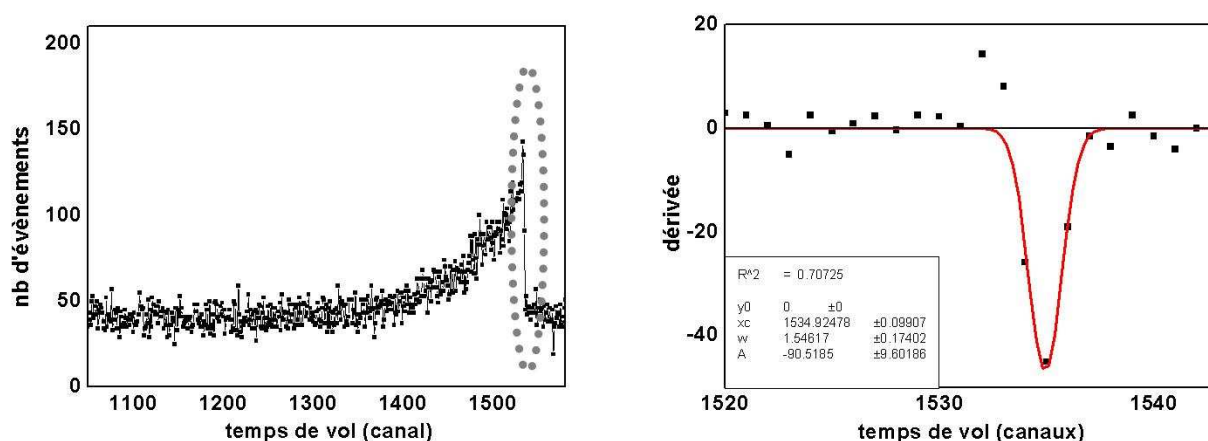 200
150
100
50
0
nb d'évènements
1100 1200 1300 1400 1500
temps de vol (canal)
20
0
-20
-40
dérivée
R^2 = 0.70725
y0 0 ±0
xc 1534.92478 ±0.09907
w 1.54617 ±0.17402
A -90.5185 ±9.60186
1520 1530 1540
temps de vol (canaux)